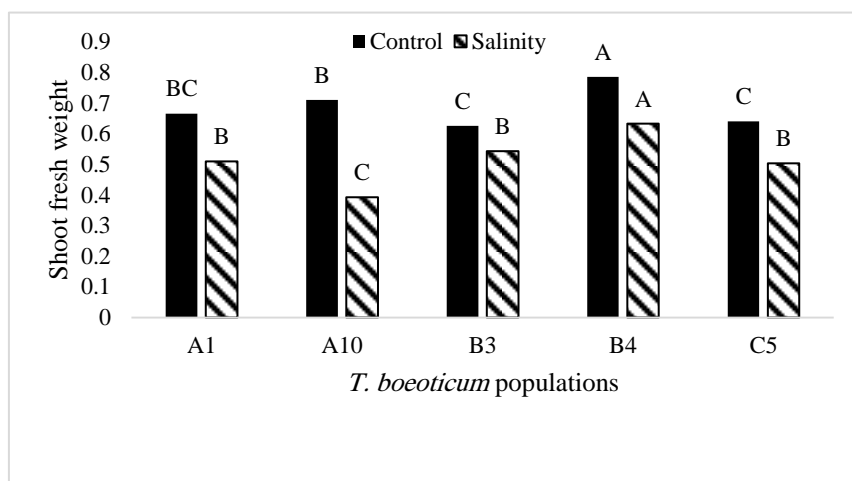 Shoot fresh weight
0.9
0.8
0.7
0.6
0.5
0.4
0.3
0.2
0.1
0
Control Salinity
BC B B C C B A A C B
A1 A10 B3 B4 C5
T. boeoticum populations